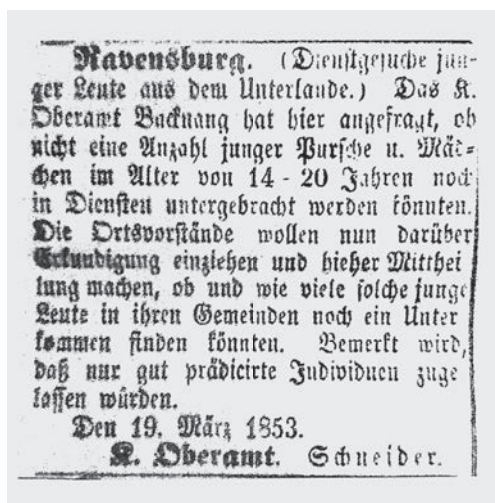 Ravensburg. (Dienstgesuche jun-
ger Leute aus dem Unterlande.) Das K.
Oberamt Backnang hat hier angefragt, ob
nicht eine Anzahl junger Pursche u. Mäd-
chen im Alter von 14 - 20 Jahren noch
in Diensten untergebracht werden könnten.
Die Ortsvorstände wollen nun darüber
Erkundigung einziehen und hieher Mitthei
lung machen, ob und wie viele solche junge
Leute in ihren Gemeinden noch ein Unter
kommen finden könnten. Bemerkt wird,
daß nur gut prädicirte Individuen zuge
lassen würden.
Den 19. März 1853.
K. Oberamt. Schneider.